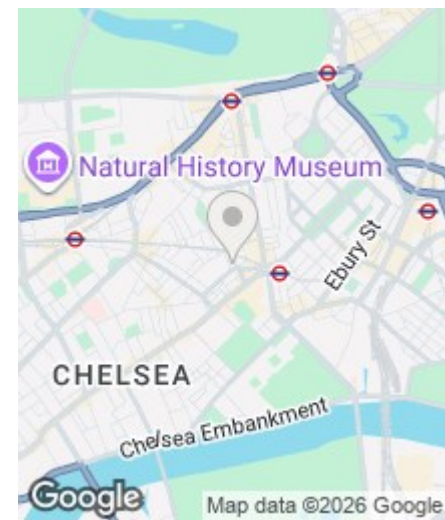 Natural History Museum
Ebury St
CHELSEA
Chelsea Embankment
Google
Map data ©2026 Google